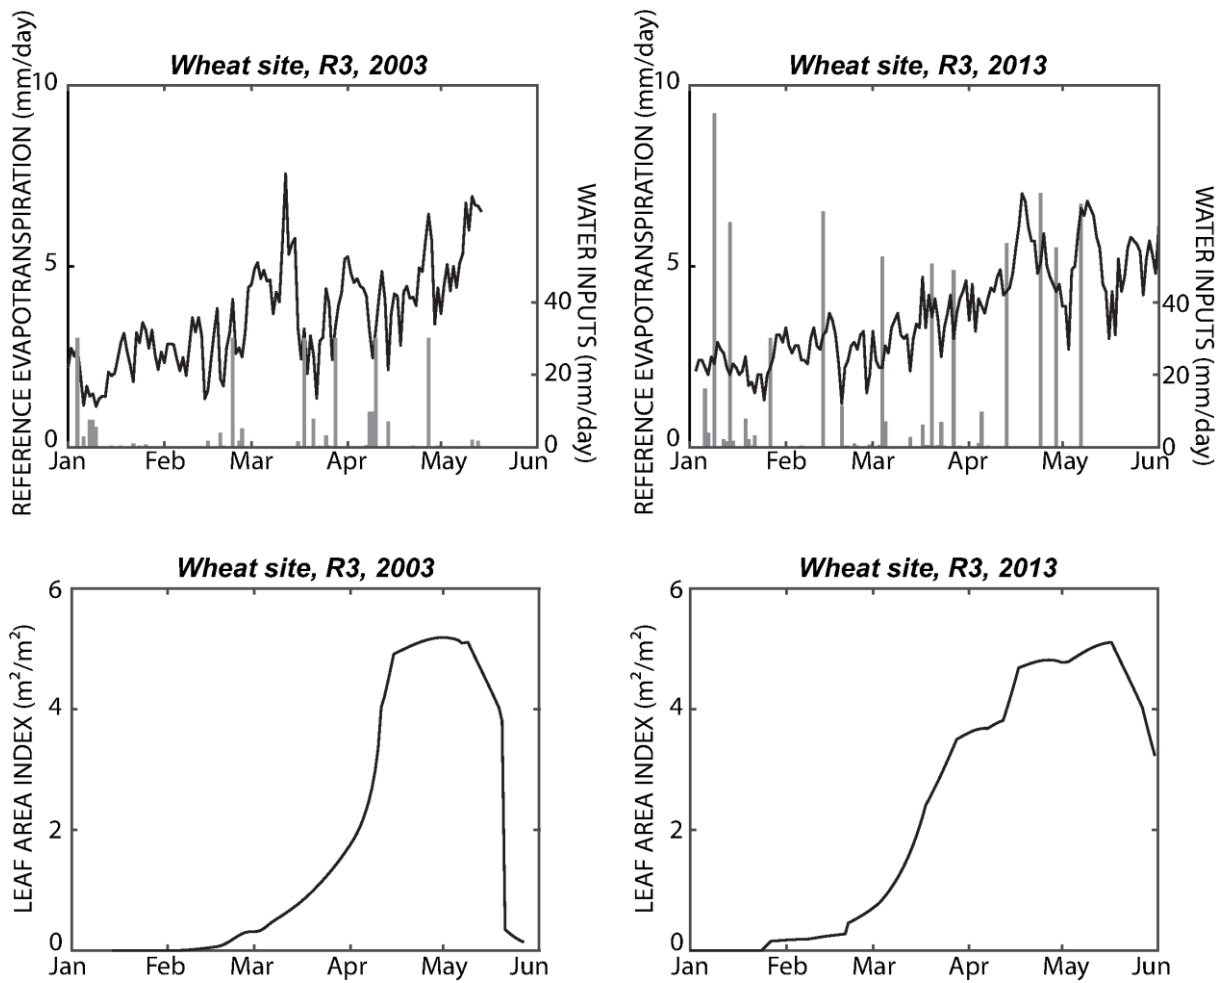 Wheat site, R3, 2003
REFERENCE EVAPOTRANSPIRATION (mm/day)
10
5
0
WATER INPUTS (mm/day)
40
20
0
Jan Feb Mar Apr May Jun
Wheat site, R3, 2013
REFERENCE EVAPOTRANSPIRATION (mm/day)
10
5
0
WATER INPUTS (mm/day)
40
20
0
Jan Feb Mar Apr May Jun
Wheat site, R3, 2003
LEAF AREA INDEX (m²/m²)
6
4
2
0
Jan Feb Mar Apr May Jun
Wheat site, R3, 2013
LEAF AREA INDEX (m²/m²)
6
4
2
0
Jan Feb Mar Apr May Jun